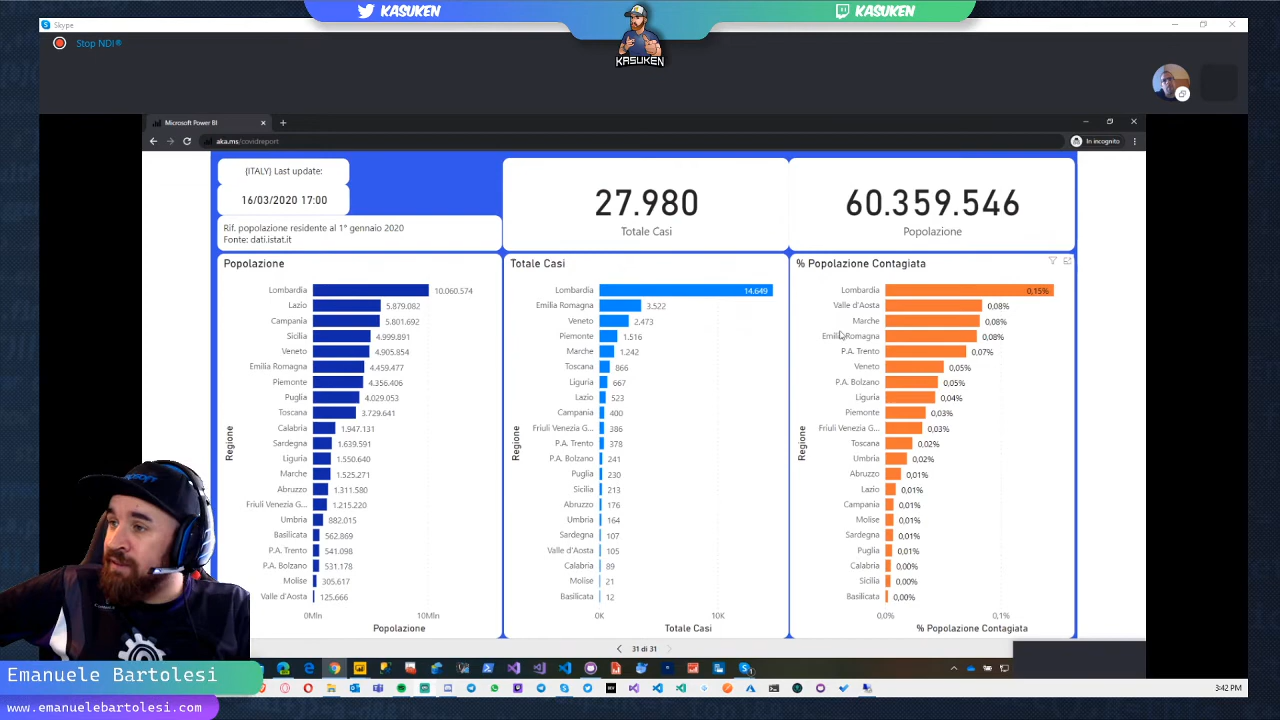 KASUKEN
KASUKEN
Skype
Stop NDI®
KASUKEN
Microsoft Power BI
aka.ms/covidreport
In incognito
(ITALY) Last update:
16/03/2020 17:00
Rif. popolazione residente al 1° gennaio 2020
Fonte: dati.istat.it
27.980
Totale Casi
60.359.546
Popolazione
Popolazione
Lombardia 10.060.574
Lazio 5.879.082
Campania 5.801.692
Sicilia 4.999.891
Veneto 4.905.854
Emilia Romagna 4.459.477
Piemonte 4.356.406
Puglia 4.029.053
Toscana 3.729.641
Calabria 1.947.131
Sardegna 1.639.591
Liguria 1.550.640
Marche 1.525.271
Abruzzo 1.311.580
Friuli Venezia G... 1.215.220
Umbria 882.015
Basilicata 562.869
P.A. Trento 541.098
P.A. Bolzano 531.178
Molise 305.617
Valle d'Aosta 125.666
Regione
0Mln 10Mln
Popolazione
Totale Casi
Lombardia 14.649
Emilia Romagna 3.522
Veneto 2.473
Piemonte 1.516
Marche 1.242
Toscana 866
Liguria 667
Lazio 523
Campania 400
Friuli Venezia G... 386
P.A. Trento 378
P.A. Bolzano 241
Puglia 230
Sicilia 213
Abruzzo 176
Umbria 164
Sardegna 107
Valle d'Aosta 105
Calabria 89
Molise 21
Basilicata 12
Regione
0K 10K
Totale Casi
% Popolazione Contagiata
Lombardia 0,15%
Valle d'Aosta 0,08%
Marche 0,08%
Emilia Romagna 0,08%
P.A. Trento 0,07%
Veneto 0,05%
P.A. Bolzano 0,05%
Liguria 0,04%
Piemonte 0,03%
Friuli Venezia G... 0,03%
Toscana 0,02%
Umbria 0,02%
Abruzzo 0,01%
Lazio 0,01%
Campania 0,01%
Molise 0,01%
Sardegna 0,01%
Puglia 0,01%
Calabria 0,00%
Sicilia 0,00%
Basilicata 0,00%
Regione
0,0% 0,1%
% Popolazione Contagiata
31 di 31
Emanuele Bartolesi
www.emanuelebartolesi.com
3:42 PM